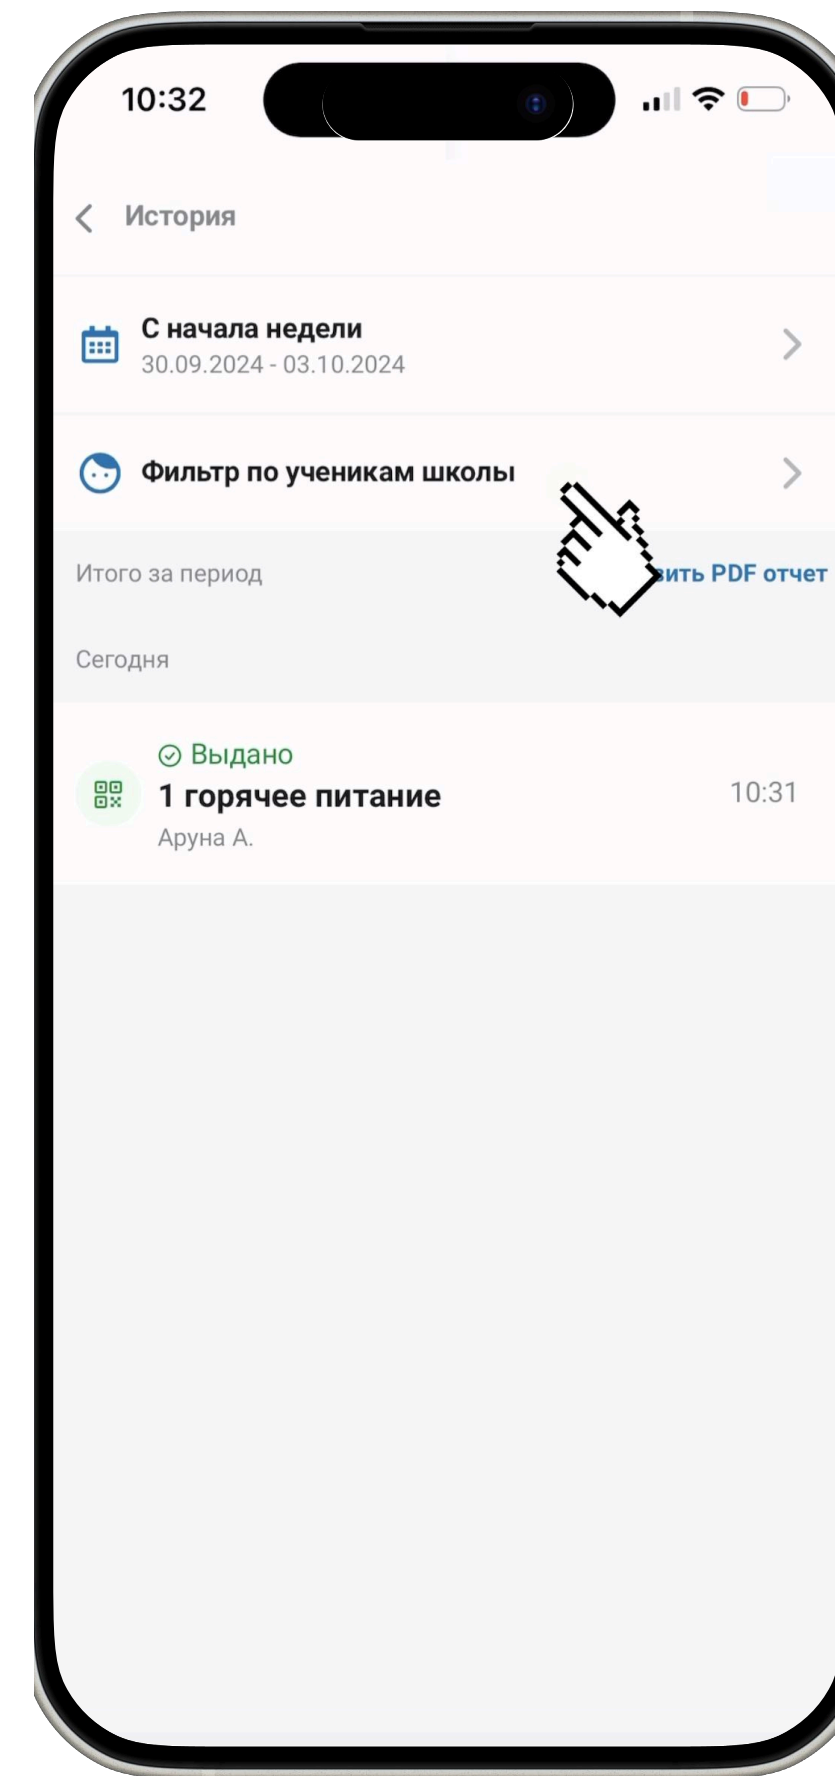 10:32
История
С начала недели
30.09.2024 - 03.10.2024
Фильтр по ученикам школы
Итого за период
PDF отчет
Сегодня
Выдано
1 горячее питание
10:31
Аруна А.